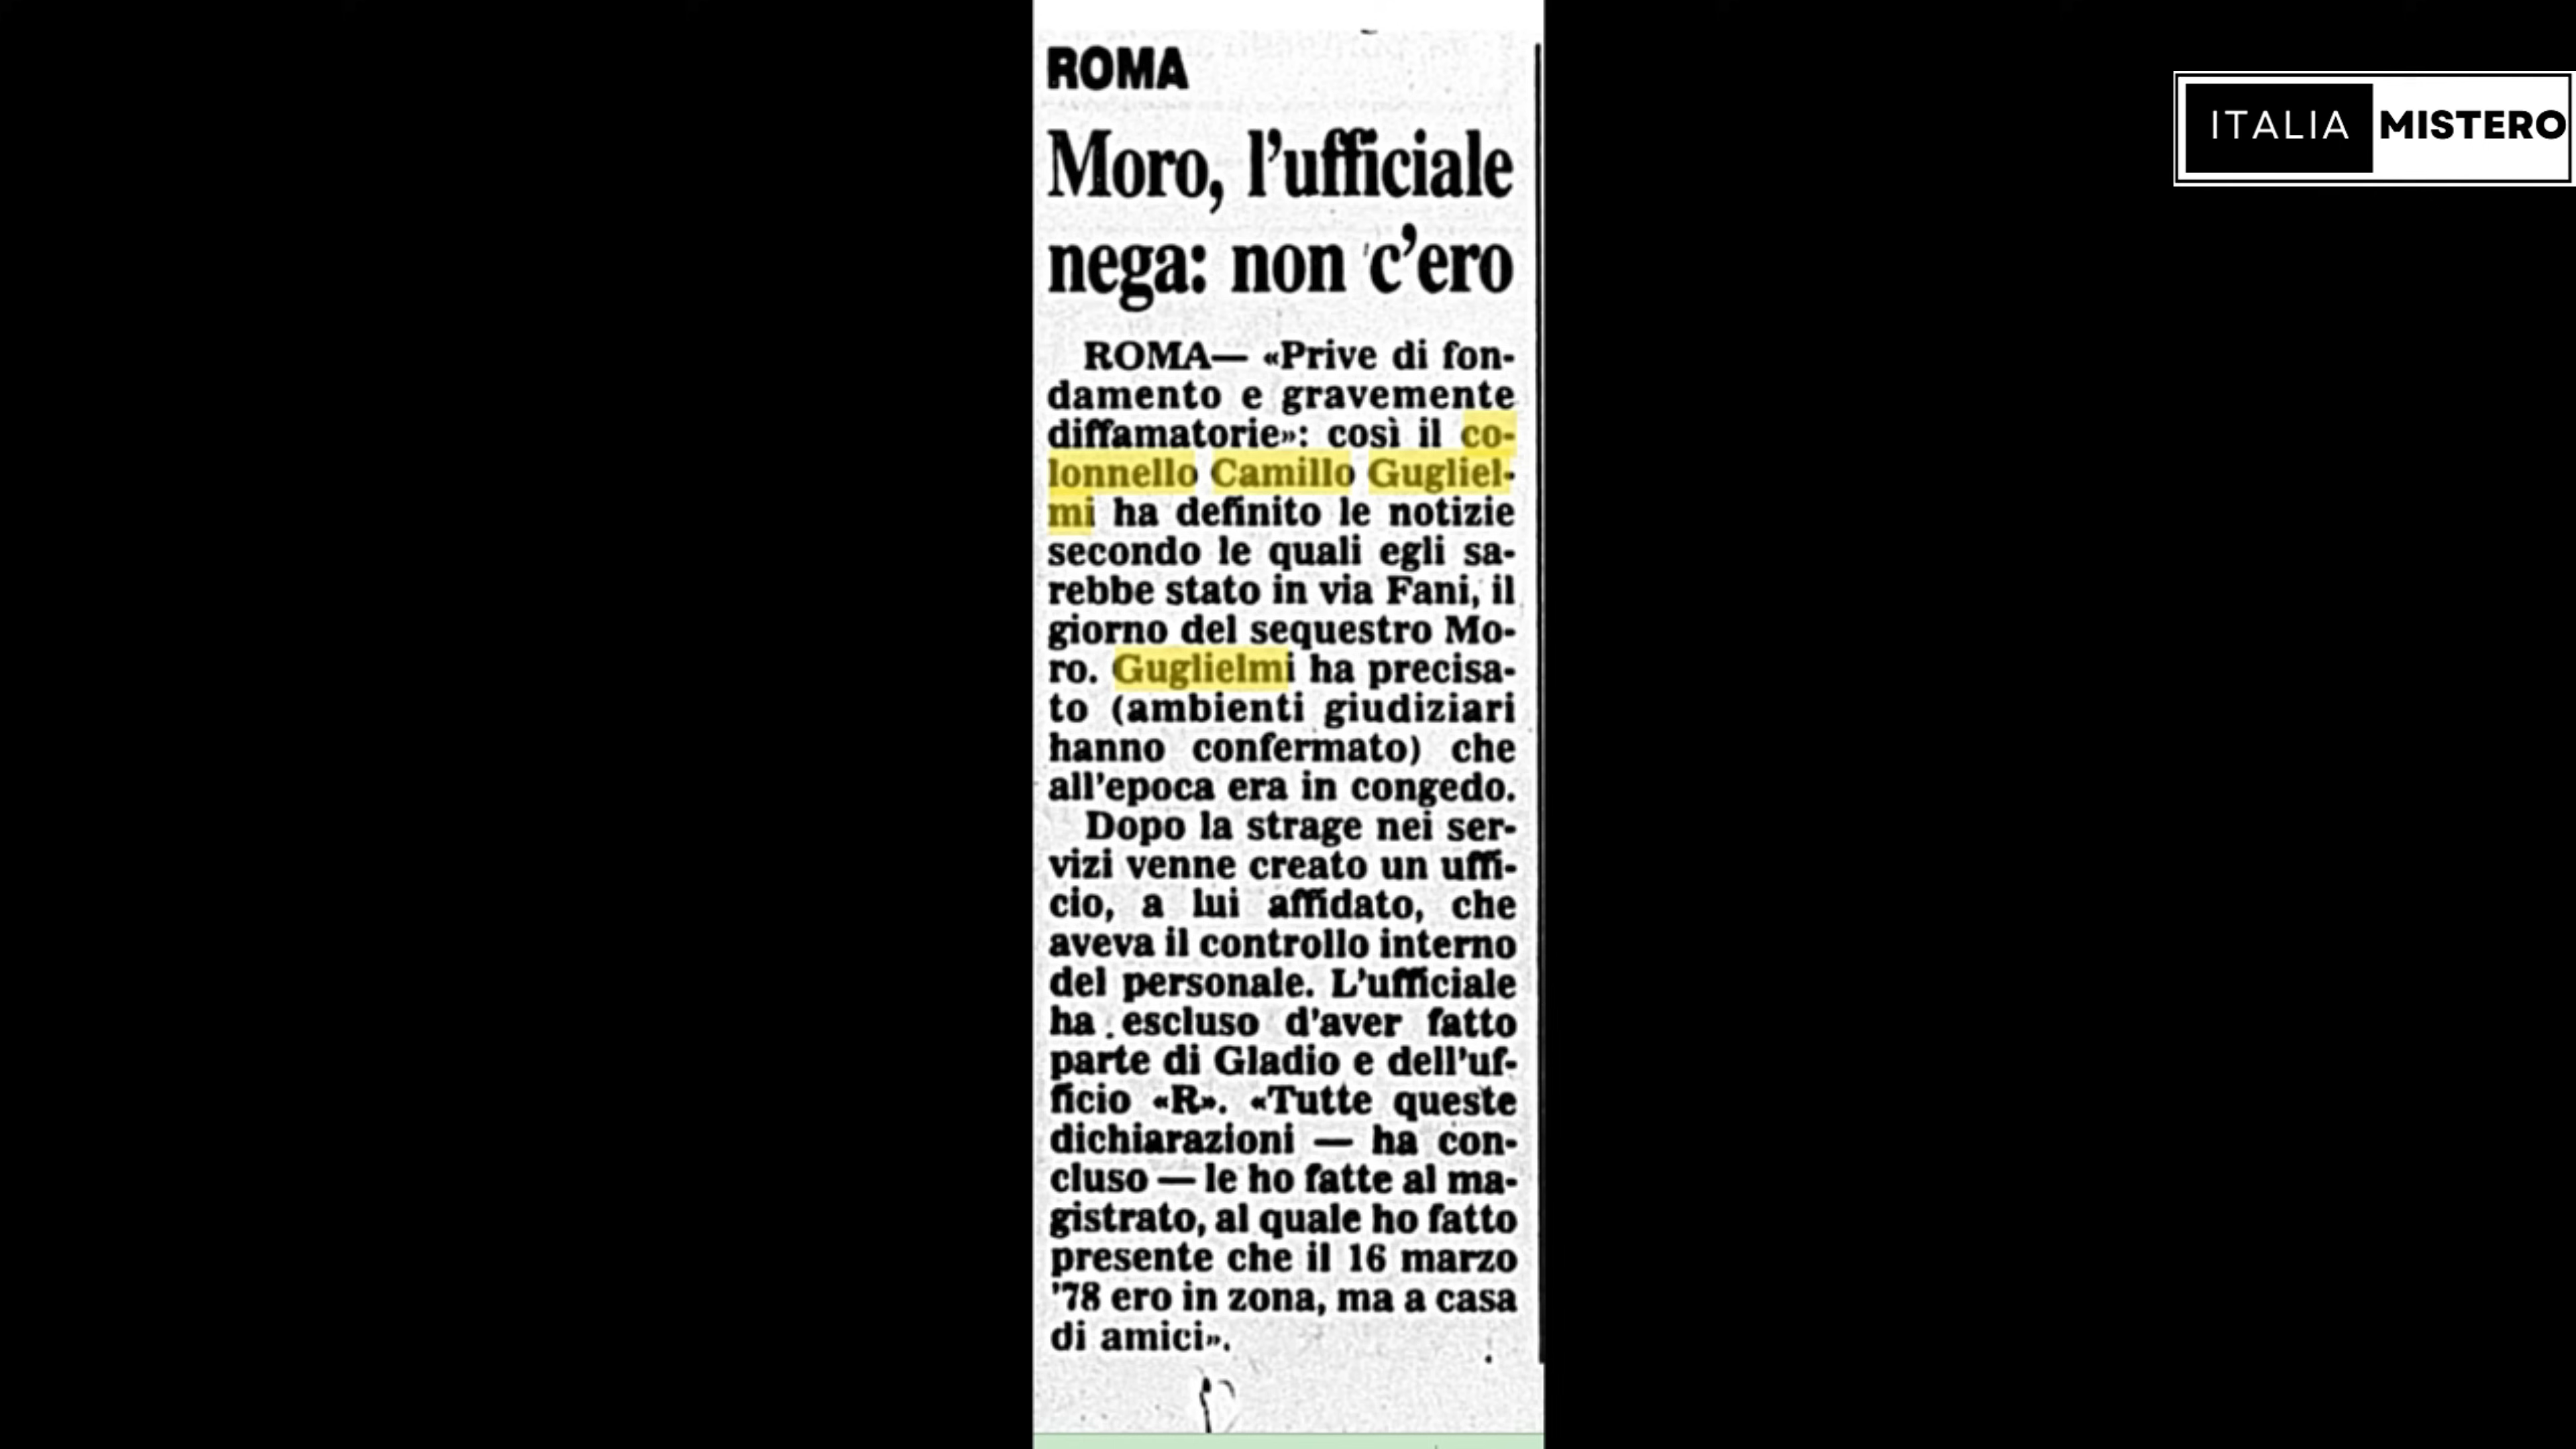 ROMA
Moro, l'ufficiale
nega: non c'ero
ROMA— «Prive di fon-
damento e gravemente
diffamatorie»: così il co-
lonnello Camillo Gugliel-
mi ha definito le notizie
secondo le quali egli sa-
rebbe stato in via Fani, il
giorno del sequestro Mo-
ro. Guglielmi ha precisa-
to (ambienti giudiziari
hanno confermato) che
all'epoca era in congedo.
Dopo la strage nei ser-
vizi venne creato un uffi-
cio, a lui affidato, che
aveva il controllo interno
del personale. L'ufficiale
ha escluso d'aver fatto
parte di Gladio e dell'uf-
ficio «R». «Tutte queste
dichiarazioni — ha con-
cluso — le ho fatte al ma-
gistrato, al quale ho fatto
presente che il 16 marzo
'78 ero in zona, ma a casa
di amici».
ITALIA MISTERO